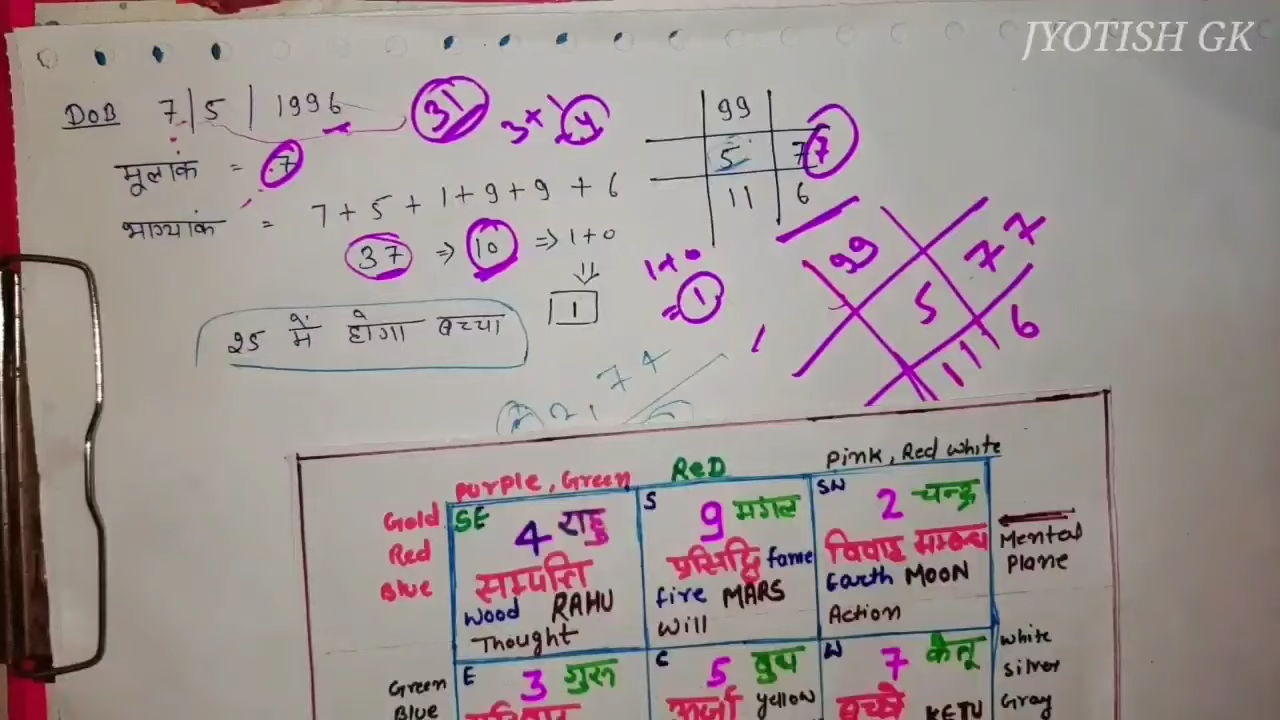 JYOTISH GK
DOB 7/5/1996 31 3x y
मूलांक = 7
भाग्यांक = 7+5+1+9+9+6
37 ⇒ 10 ⇒ 1+0
⇓
1
25 में होगा बच्चा
99
5 77
11 6
1+0
=1
99 77
5
111 6
74
Purple, Green
ReD
Pink, Red white
Gold
Red
Blue
SE 4 राहु
सम्पत्ति
Wood RAHU
Thought
S 9 मंगल
प्रसिद्धि fame
fire MARS
Will
SW 2 चन्द्र
विवाह सम्बन्ध
Earth MOON
Action
Mental
Plane
Green
Blue
E 3 गुरू
परिवार
C 5 बुध
ऊर्जा yellow
W 7 केतू
बच्चे KETU
white
silver
Gray